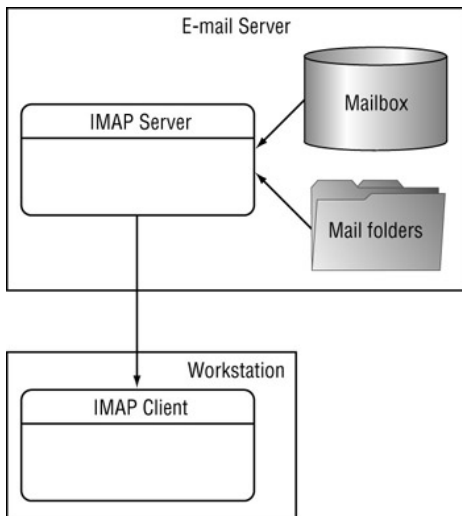 E-mail Server
Mailbox
IMAP Server
Mail folders
Workstation
IMAP Client